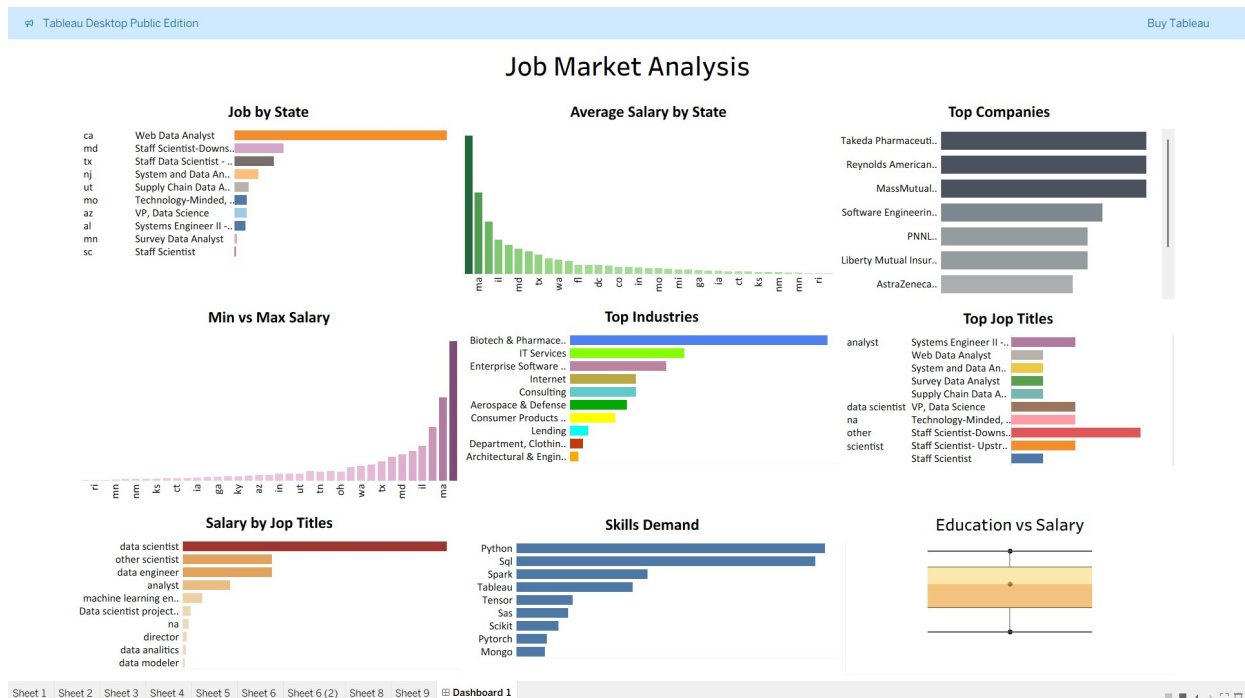 Tableau Desktop Public Edition
Buy Tableau
Job Market Analysis
Job by State
ca Web Data Analyst
md Staff Scientist-Downs..
tx Staff Data Scientist - ..
nj System and Data An..
ut Supply Chain Data A..
mo Technology-Minded, ..
az VP, Data Science
al Systems Engineer II -..
mn Survey Data Analyst
sc Staff Scientist
Average Salary by State
ma il md tx wa fl dc co in mo mi ga ia ct ks nm mn ri
Top Companies
Takeda Pharmaceuti..
Reynolds American..
MassMutual..
Software Engineerin..
PNNL..
Liberty Mutual Insur..
AstraZeneca..
Min vs Max Salary
ri mn nm ks ct ia ga ky az in ut tn oh wa tx md il ma
Top Industries
Biotech & Pharmace..
IT Services
Enterprise Software ..
Internet
Consulting
Aerospace & Defense
Consumer Products ..
Lending
Department, Clothin..
Architectural & Engin..
Top Jop Titles
analyst Systems Engineer II -..
Web Data Analyst
System and Data An..
Survey Data Analyst
Supply Chain Data A..
data scientist VP, Data Science
na Technology-Minded, ..
other Staff Scientist-Downs..
scientist Staff Scientist- Upstr..
Staff Scientist
Salary by Jop Titles
data scientist
other scientist
data engineer
analyst
machine learning en..
Data scientist project..
na
director
data analitics
data modeler
Skills Demand
Python
Sql
Spark
Tableau
Tensor
Sas
Scikit
Pytorch
Mongo
Education vs Salary
Sheet 1 Sheet 2 Sheet 3 Sheet 4 Sheet 5 Sheet 6 Sheet 6 (2) Sheet 8 Sheet 9 Dashboard 1